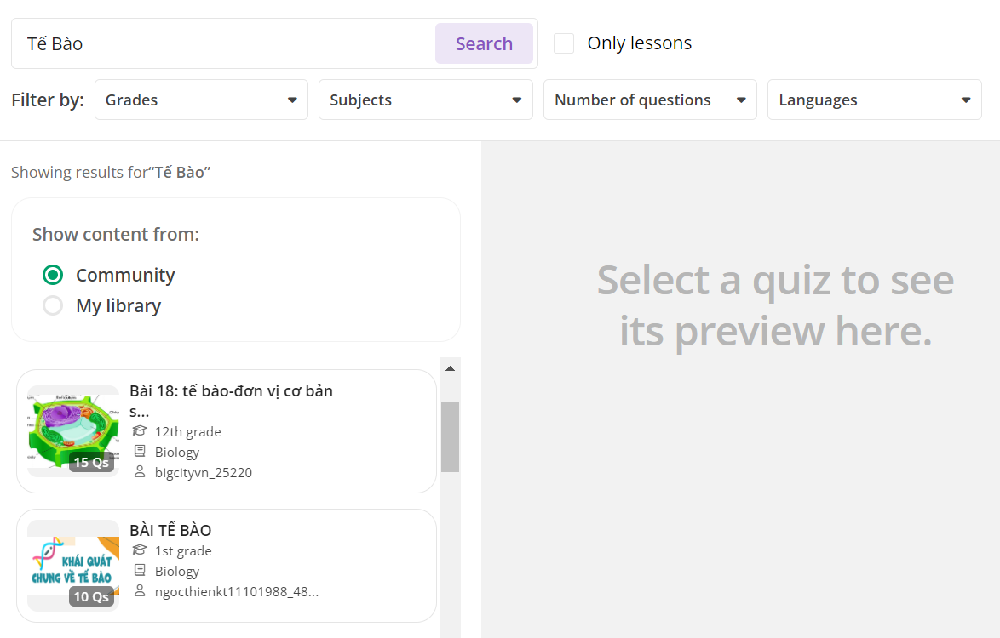 Tế Bào
Search
Only lessons
Filter by:
Grades
Subjects
Number of questions
Languages
Showing results for“Tế Bào”
Show content from:
Community
My library
Select a quiz to see
its preview here.
Bài 18: tế bào-đơn vị cơ bản
s...
12th grade
Biology
bigcityvn_25220
15 Qs
BÀI TẾ BÀO
1st grade
Biology
ngocthienkt11101988_48...
KHÁI QUÁT
CHUNG VỀ TẾ BÀO
10 Qs